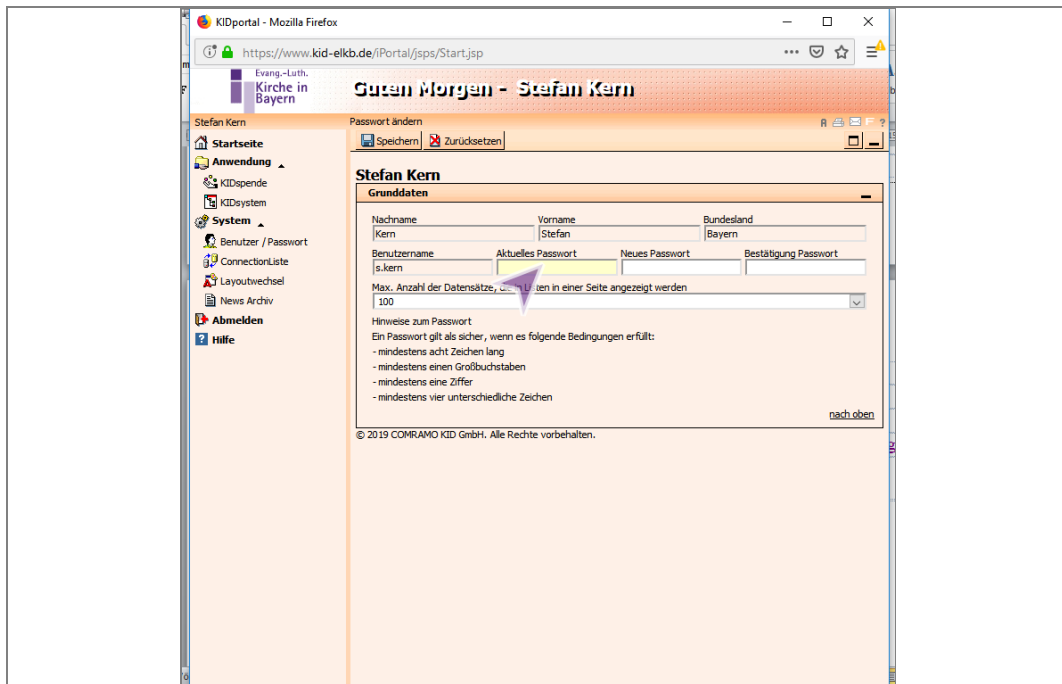 KIDportal - Mozilla Firefox
https://www.kid-elkb.de/iPortal/jsps/Start.jsp
Evang.-Luth.
Kirche in
Bayern
Guten Morgen - Stefan Kern
Stefan Kern
Passwort ändern
Startseite
Speichern Zurücksetzen
Anwendung
KIDspende
KIDsystem
System
Benutzer / Passwort
ConnectionListe
Layoutwechsel
News Archiv
Abmelden
Hilfe
Stefan Kern
Grunddaten
Nachname Vorname Bundesland
Kern Stefan Bayern
Benutzername Aktuelles Passwort Neues Passwort Bestätigung Passwort
s.kern
Max. Anzahl der Datensätze, in Listen in einer Seite angezeigt werden
100
Hinweise zum Passwort
Ein Passwort gilt als sicher, wenn es folgende Bedingungen erfüllt:
- mindestens acht Zeichen lang
- mindestens einen Großbuchstaben
- mindestens eine Ziffer
- mindestens vier unterschiedliche Zeichen
nach oben
© 2019 COMRAMO KID GmbH. Alle Rechte vorbehalten.